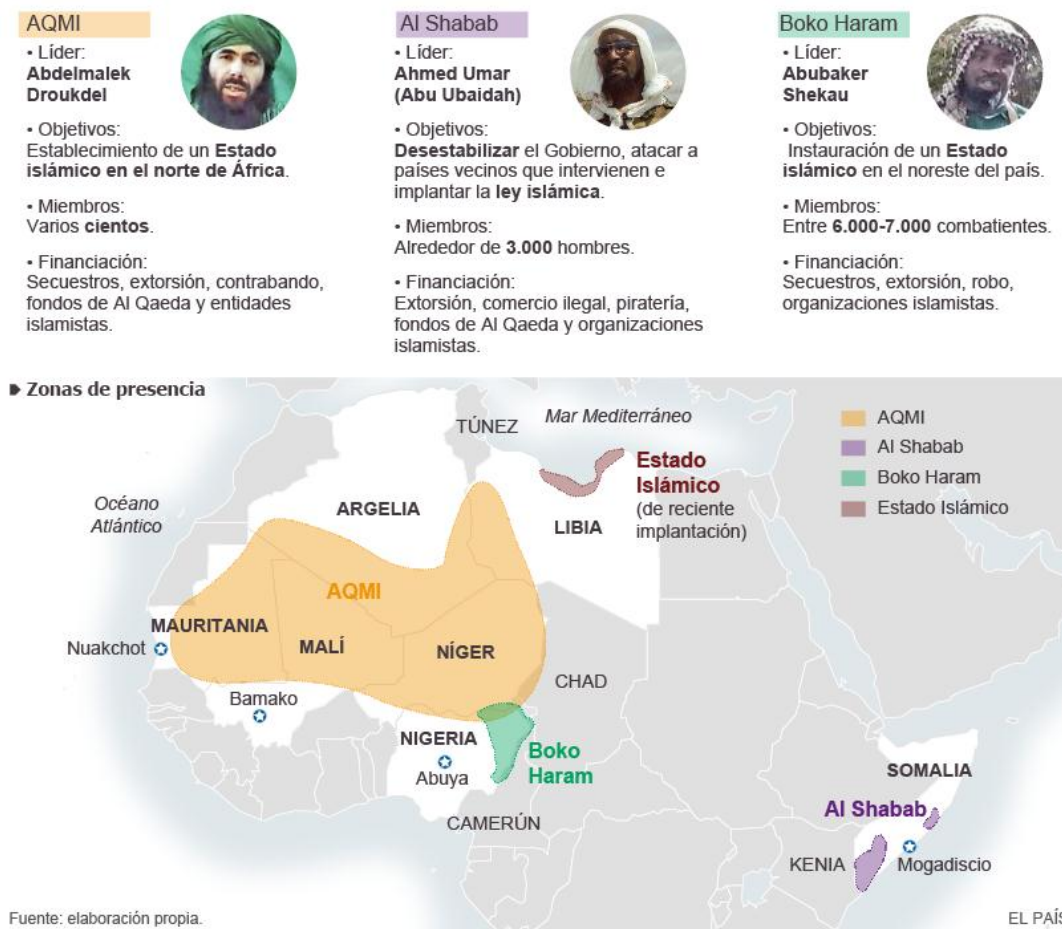 AQMI
• Líder:
Abdelmalek
Droukdel
• Objetivos:
Establecimiento de un Estado
islámico en el norte de África.
• Miembros:
Varios cientos.
• Financiación:
Secuestros, extorsión, contrabando,
fondos de Al Qaeda y entidades
islamistas.
Al Shabab
• Líder:
Ahmed Umar
(Abu Ubaidah)
• Objetivos:
Desestabilizar el Gobierno, atacar a
países vecinos que intervienen e
implantar la ley islámica.
• Miembros:
Alrededor de 3.000 hombres.
• Financiación:
Extorsión, comercio ilegal, piratería,
fondos de Al Qaeda y organizaciones
islamistas.
Boko Haram
• Líder:
Abubaker
Shekau
• Objetivos:
Instauración de un Estado
islámico en el noreste del país.
• Miembros:
Entre 6.000-7.000 combatientes.
• Financiación:
Secuestros, extorsión, robo,
organizaciones islamistas.
Zonas de presencia
TÚNEZ
Mar Mediterráneo
AQMI
Al Shabab
Boko Haram
Estado Islámico
Océano
Atlántico
ARGELIA
Estado
Islámico
(de reciente
implantación)
LIBIA
AQMI
MAURITANIA
Nuakchot
MALÍ
NÍGER
CHAD
Bamako
NIGERIA
Abuya
Boko
Haram
CAMERÚN
SOMALIA
Al Shabab
KENIA
Mogadiscio
Fuente: elaboración propia.
EL PAÍS